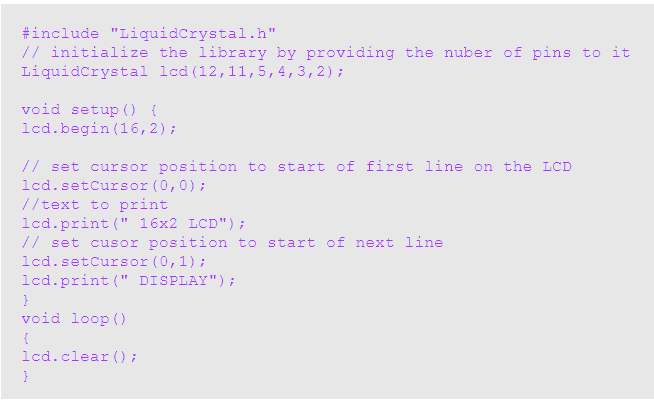 #include "LiquidCrystal.h"
// initialize the library by providing the nuber of pins to it
LiquidCrystal lcd(12,11,5,4,3,2);
void setup() {
lcd.begin(16,2);
// set cursor position to start of first line on the LCD
lcd.setCursor(0,0);
//text to print
lcd.print(" 16x2 LCD");
// set cusor position to start of next line
lcd.setCursor(0,1);
lcd.print(" DISPLAY");
}
void loop()
{
lcd.clear();
}